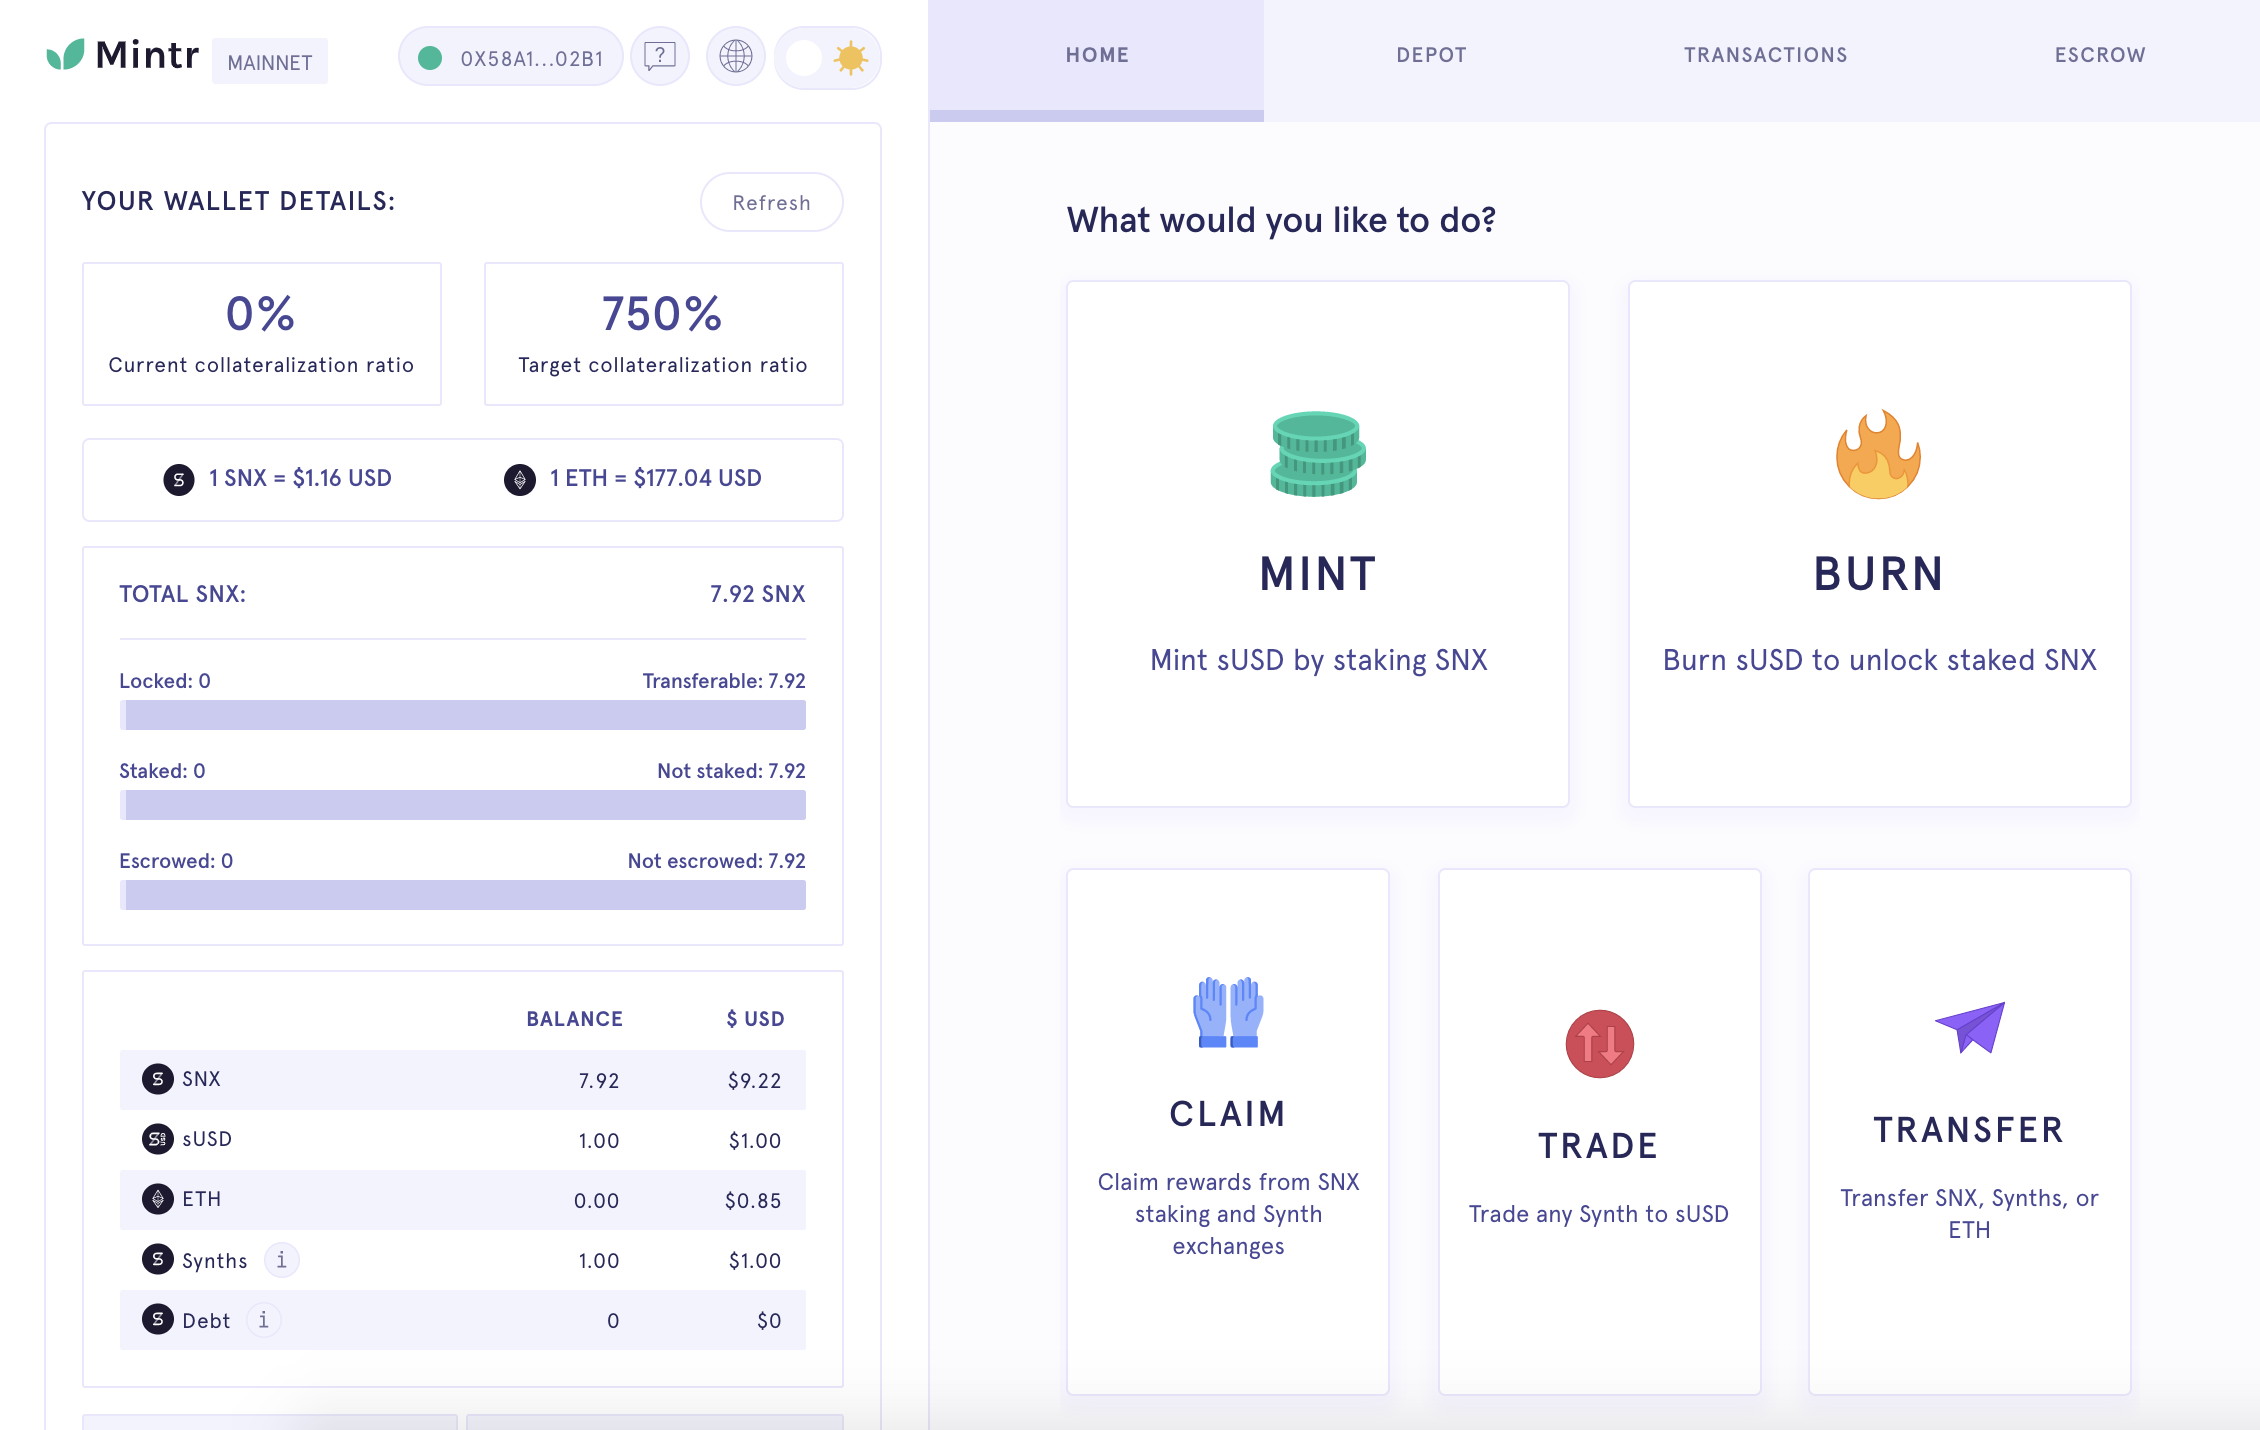 Mintr MAINNET 0X58A1...02B1 ?
HOME DEPOT TRANSACTIONS ESCROW
YOUR WALLET DETAILS:
Refresh
0%
Current collateralization ratio
750%
Target collateralization ratio
1 SNX = $1.16 USD
1 ETH = $177.04 USD
TOTAL SNX: 7.92 SNX
Locked: 0 Transferable: 7.92
Staked: 0 Not staked: 7.92
Escrowed: 0 Not escrowed: 7.92
BALANCE $ USD
SNX 7.92 $9.22
sUSD 1.00 $1.00
ETH 0.00 $0.85
Synths i 1.00 $1.00
Debt i 0 $0
What would you like to do?
MINT
Mint sUSD by staking SNX
BURN
Burn sUSD to unlock staked SNX
CLAIM
Claim rewards from SNX
staking and Synth
exchanges
TRADE
Trade any Synth to sUSD
TRANSFER
Transfer SNX, Synths, or
ETH